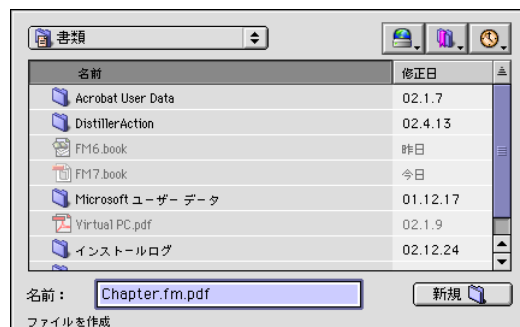 書類
名前 修正日
Acrobat User Data 02.1.7
DistillerAction 02.4.13
FM6.book 昨日
FM7.book 今日
Microsoft ユーザー データ 01.12.17
Virtual PC.pdf 02.1.9
インストールログ 02.12.24
名前： Chapter.fm.pdf 新規
ファイルを作成